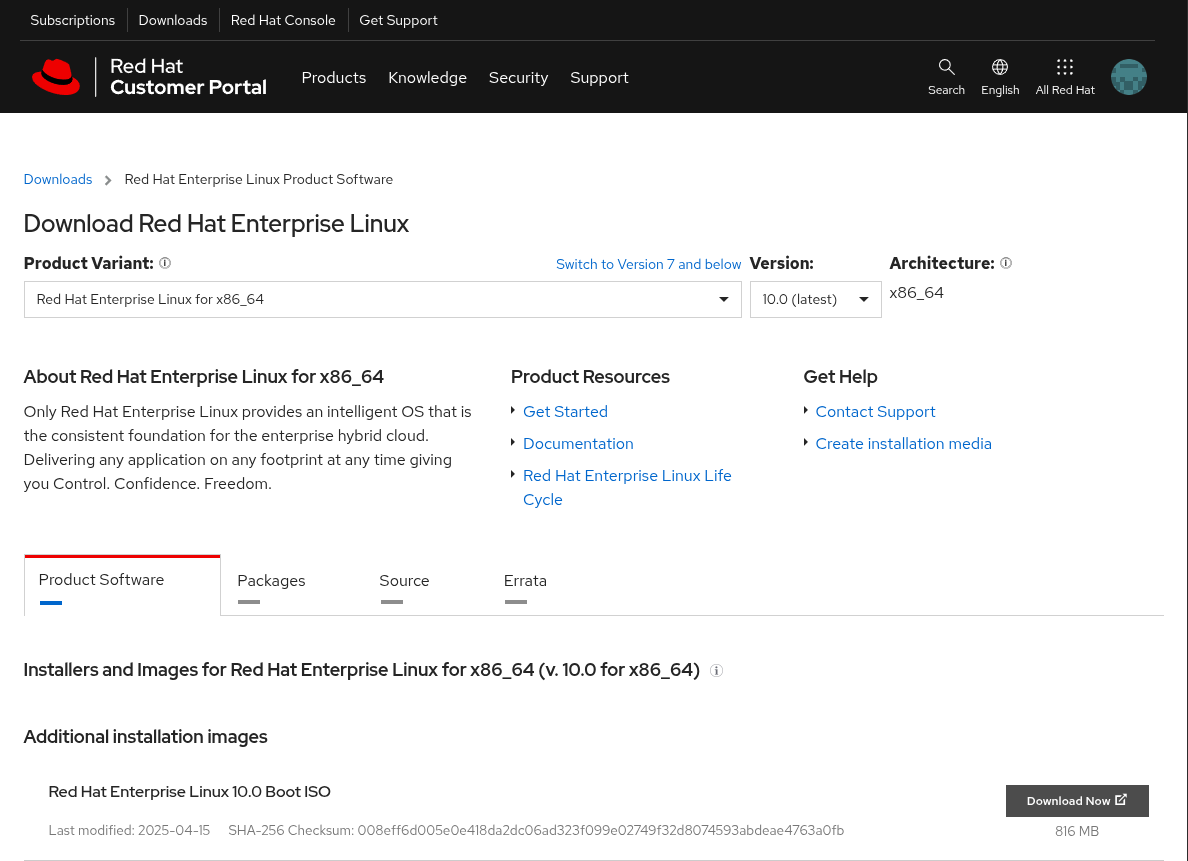 Subscriptions Downloads Red Hat Console Get Support
Red Hat
Customer Portal
Products Knowledge Security Support
Search English All Red Hat
Downloads Red Hat Enterprise Linux Product Software
Download Red Hat Enterprise Linux
Product Variant: Switch to Version 7 and below Version: Architecture:
Red Hat Enterprise Linux for x86_64 10.0 (latest) x86_64
About Red Hat Enterprise Linux for x86_64
Only Red Hat Enterprise Linux provides an intelligent OS that is
the consistent foundation for the enterprise hybrid cloud.
Delivering any application on any footprint at any time giving
you Control. Confidence. Freedom.
Product Resources
Get Started
Documentation
Red Hat Enterprise Linux Life
Cycle
Get Help
Contact Support
Create installation media
Product Software Packages Source Errata
Installers and Images for Red Hat Enterprise Linux for x86_64 (v. 10.0 for x86_64)
Additional installation images
Red Hat Enterprise Linux 10.0 Boot ISO
Download Now
Last modified: 2025-04-15 SHA-256 Checksum: 008eff6d005e0e418da2dc06ad323f099e02749f32d8074593abdeae4763a0fb
816 MB